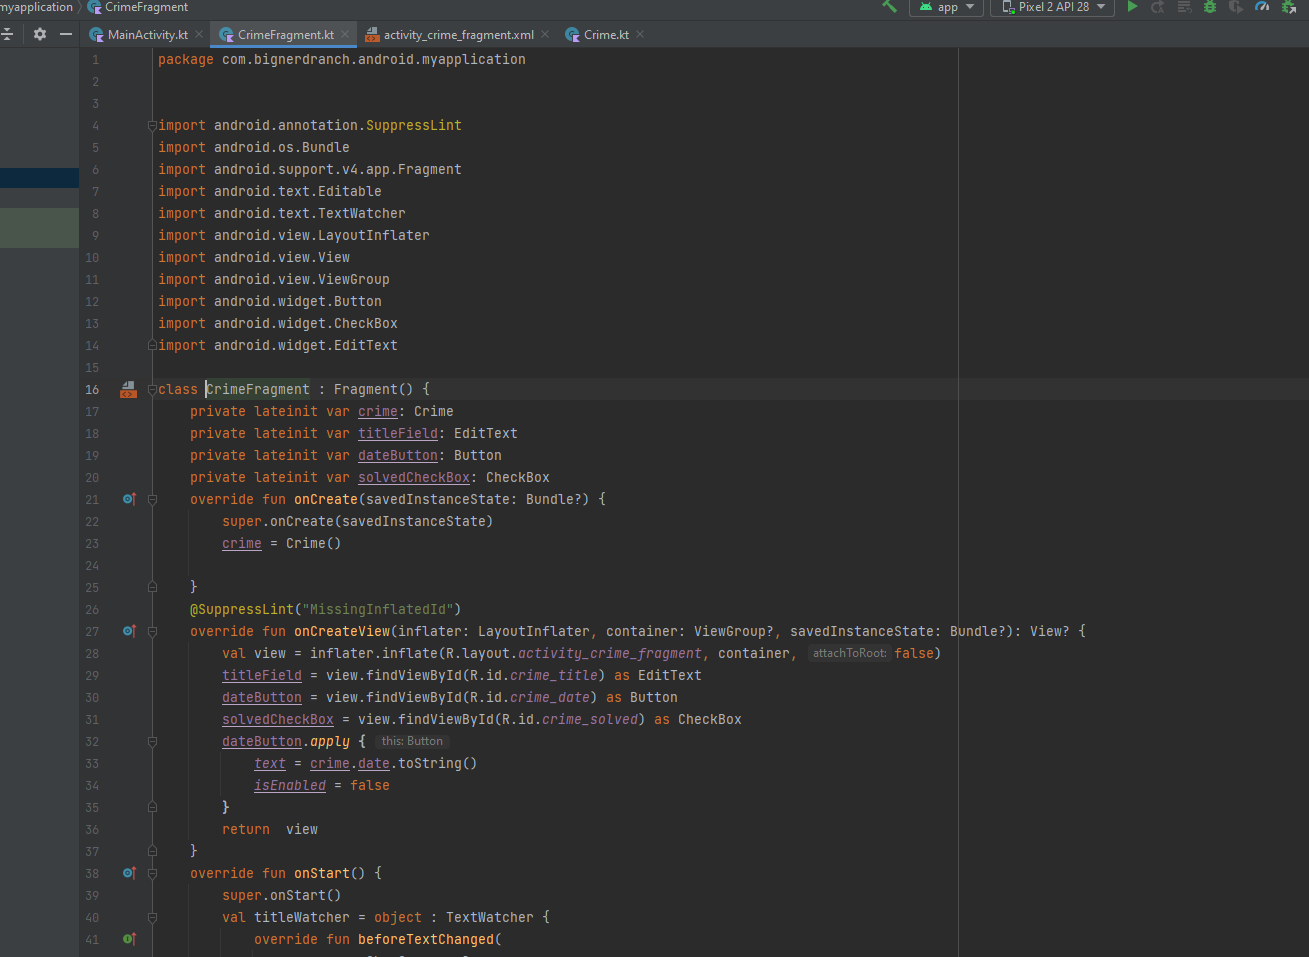 myapplication CrimeFragment app Pixel 2 API 28
MainActivity.kt CrimeFragment.kt activity_crime_fragment.xml Crime.kt
1 package com.bignerdranch.android.myapplication
2
3
4 import android.annotation.SuppressLint
5 import android.os.Bundle
6 import android.support.v4.app.Fragment
7 import android.text.Editable
8 import android.text.TextWatcher
9 import android.view.LayoutInflater
10 import android.view.View
11 import android.view.ViewGroup
12 import android.widget.Button
13 import android.widget.CheckBox
14 import android.widget.EditText
15
16 class CrimeFragment : Fragment() {
17 private lateinit var crime: Crime
18 private lateinit var titleField: EditText
19 private lateinit var dateButton: Button
20 private lateinit var solvedCheckBox: CheckBox
21 override fun onCreate(savedInstanceState: Bundle?) {
22 super.onCreate(savedInstanceState)
23 crime = Crime()
24
25 }
26 @SuppressLint("MissingInflatedId")
27 override fun onCreateView(inflater: LayoutInflater, container: ViewGroup?, savedInstanceState: Bundle?): View? {
28 val view = inflater.inflate(R.layout.activity_crime_fragment, container, attachToRoot: false)
29 titleField = view.findViewById(R.id.crime_title) as EditText
30 dateButton = view.findViewById(R.id.crime_date) as Button
31 solvedCheckBox = view.findViewById(R.id.crime_solved) as CheckBox
32 dateButton.apply { this: Button
33 text = crime.date.toString()
34 isEnabled = false
35 }
36 return view
37 }
38 override fun onStart() {
39 super.onStart()
40 val titleWatcher = object : TextWatcher {
41 override fun beforeTextChanged(